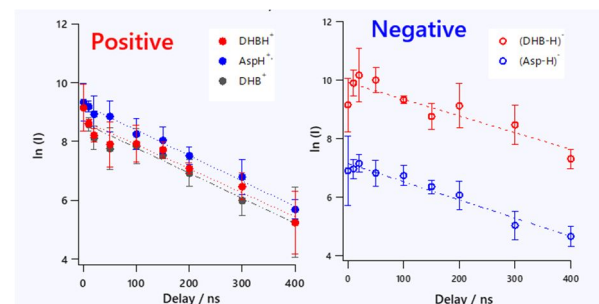 Positive
DHBH⁺
AspH⁺
DHB⁺
ln (I)
12
10
8
6
4
0
100
200
300
400
Delay / ns
Negative
(DHB-H)⁻
(Asp-H)⁻
ln (I)
12
10
8
6
4
0
100
200
300
400
Delay / ns